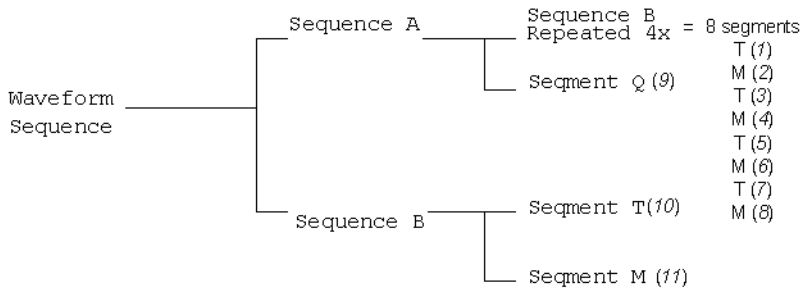 Sequence A
Sequence B
Repeated 4x = 8 segments
T (1)
M (2)
T (3)
M (4)
T (5)
M (6)
T (7)
M (8)
Seqment Q (9)
Waveform
Sequence
Sequence B
Seqment T(10)
Seqment M (11)